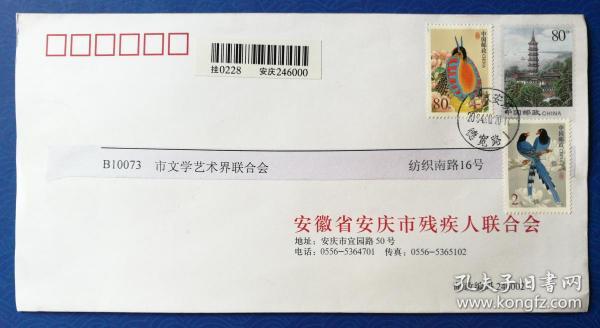 挂0228 安庆246000
中国邮政 CHINA
80分
80分
中国邮政 CHINA
2元
中国邮政 CHINA
B10073 市文学艺术界联合会 纺织南路16号
安徽省安庆市残疾人联合会
地址：安庆市宜园路50号
电话：0556-5364701 传真：0556-5365102
246002
孔夫子旧书网
www.kongfz.com